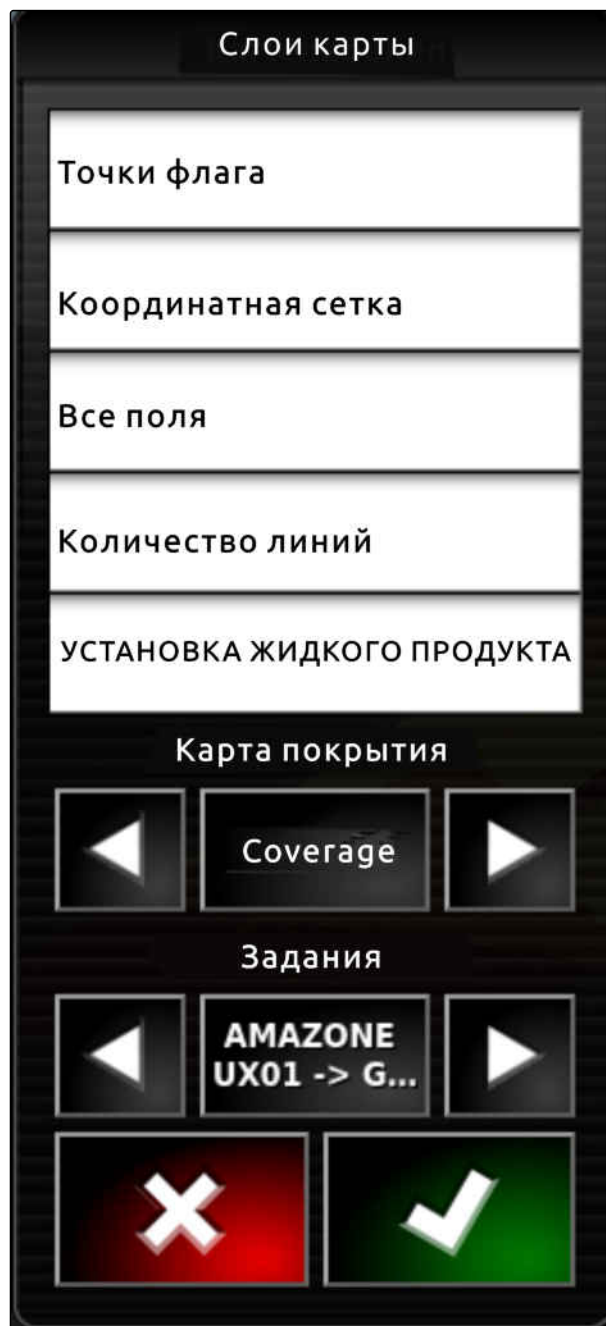 Слои карты
Точки флага
Координатная сетка
Все поля
Количество линий
УСТАНОВКА ЖИДКОГО ПРОДУКТА
Карта покрытия
Coverage
Задания
AMAZONE
UX01 -> G...